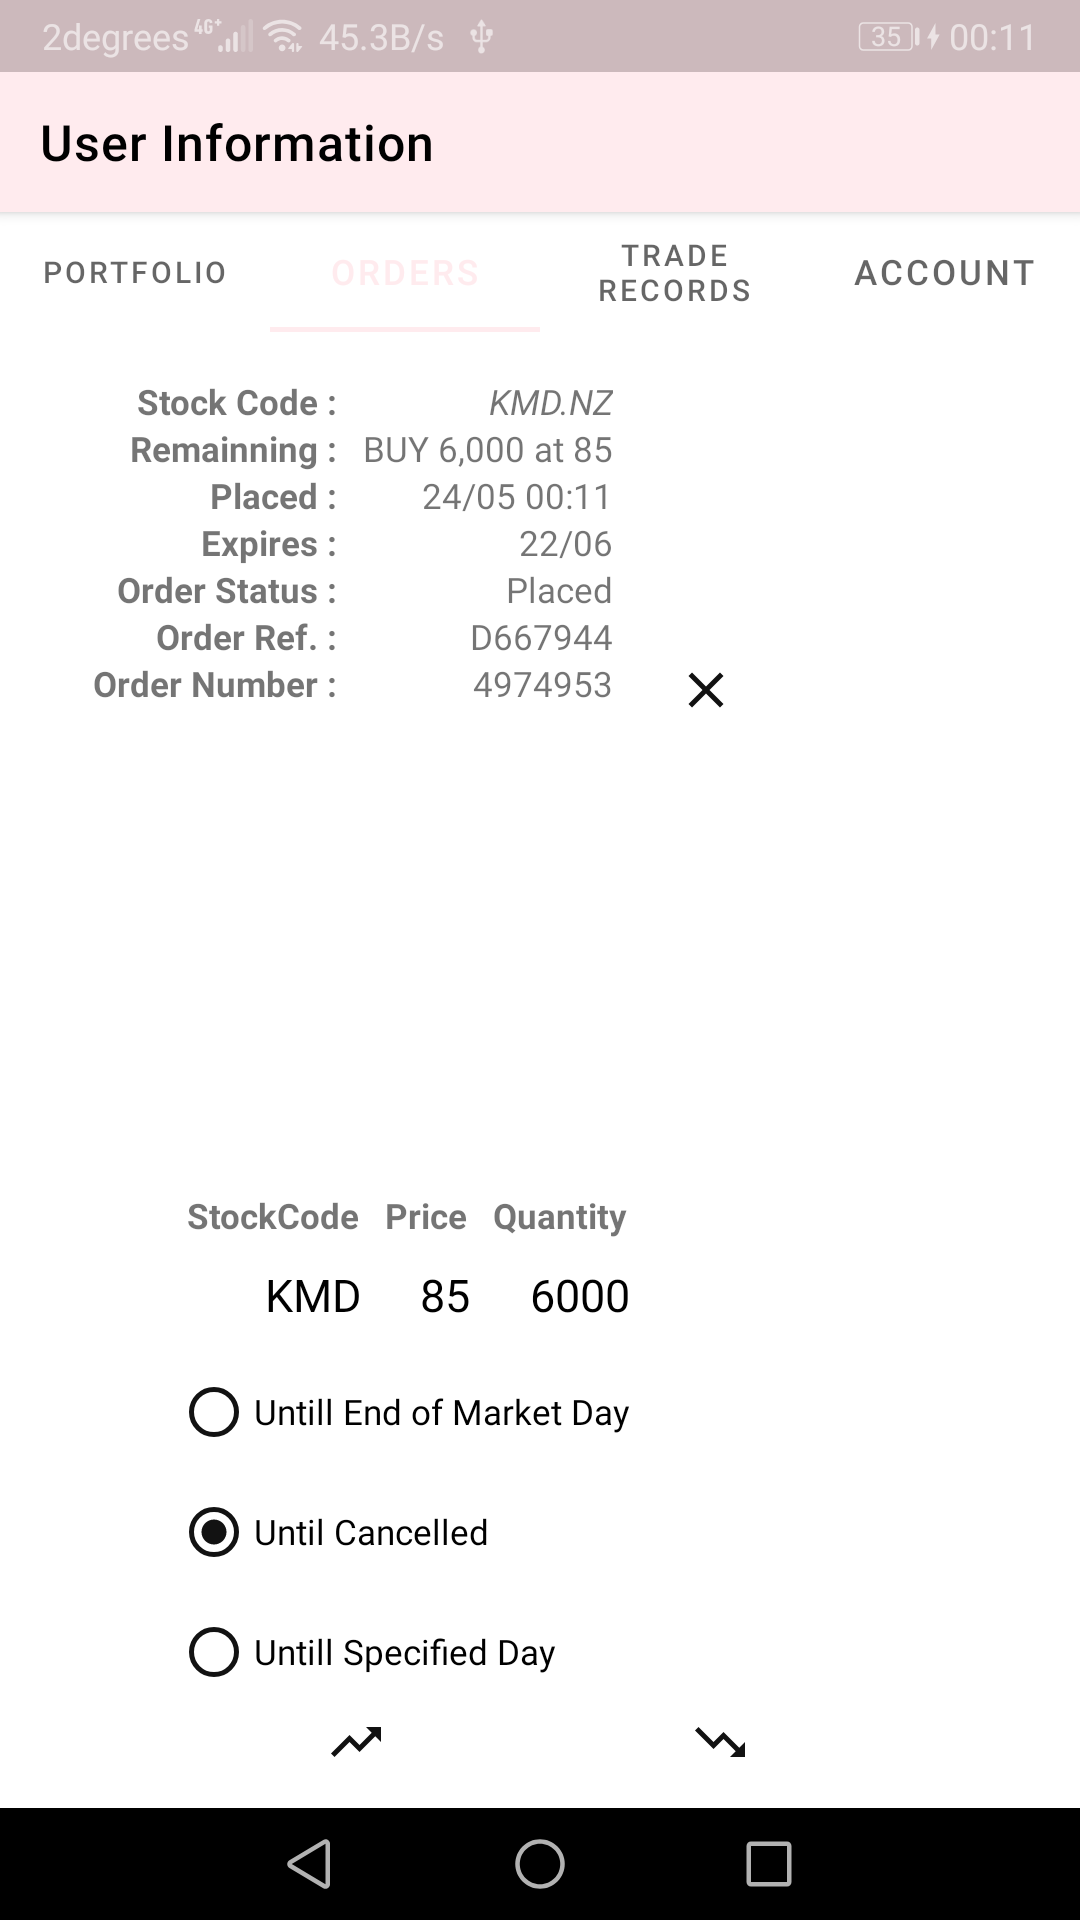 2degrees 4G+ 45.3B/s 35 00:11
User Information
PORTFOLIO ORDERS TRADE RECORDS ACCOUNT
Stock Code : KMD.NZ
Remainning : BUY 6,000 at 85
Placed : 24/05 00:11
Expires : 22/06
Order Status : Placed
Order Ref. : D667944
Order Number : 4974953
StockCode Price Quantity
KMD 85 6000
Untill End of Market Day
Until Cancelled
Untill Specified Day